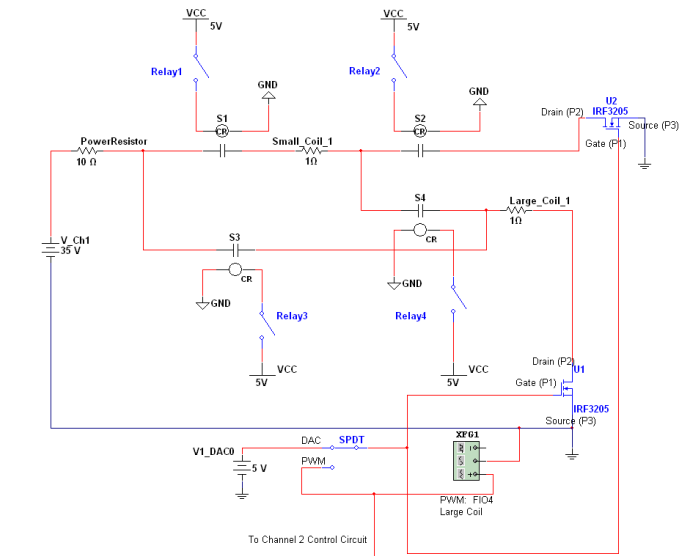 VCC
5V
VCC
5V
Relay1
Relay2
GND
GND
U2
IRF3205
Drain (P2)
Source (P3)
Gate (P1)
S1
CR
S2
CR
PowerResistor
10 Ω
Small_Coil_1
1Ω
S4
CR
Large_Coil_1
1Ω
V_Ch1
35 V
S3
CR
GND
GND
Relay3
Relay4
VCC
5V
VCC
5V
Drain (P2)
U1
Gate (P1)
IRF3205
Source (P3)
DAC
SPDT
XFG1
V1_DAC0
5 V
PWM
PWM: FIO4
Large Coil
To Channel 2 Control Circuit